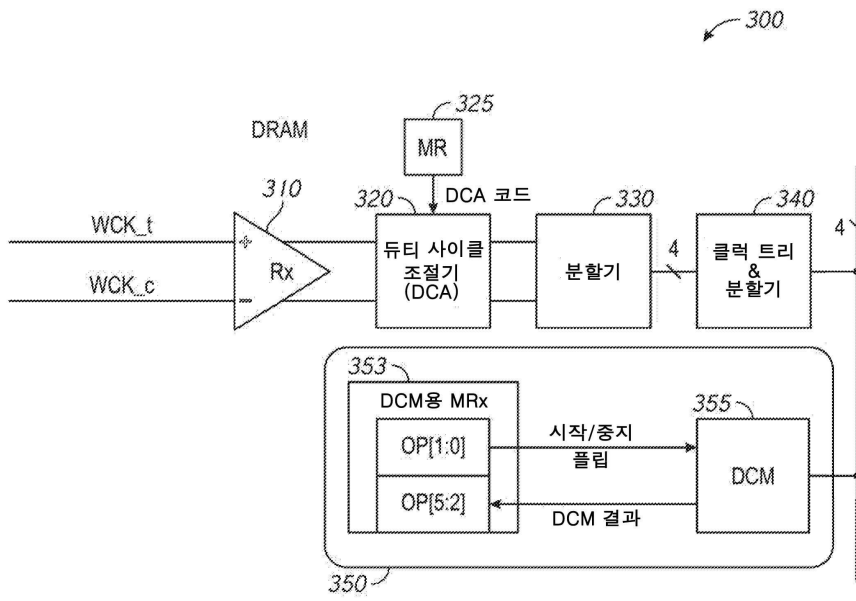 300
325
DRAM
MR
310
320
DCA 코드
330
340
WCK_t
+
Rx
듀티 사이클
조절기
(DCA)
분할기
4
클럭 트리
&
분할기
4
WCK_c
-
353
DCM용 MRx
355
OP[1:0]
시작/중지
플립
DCM
OP[5:2]
DCM 결과
350